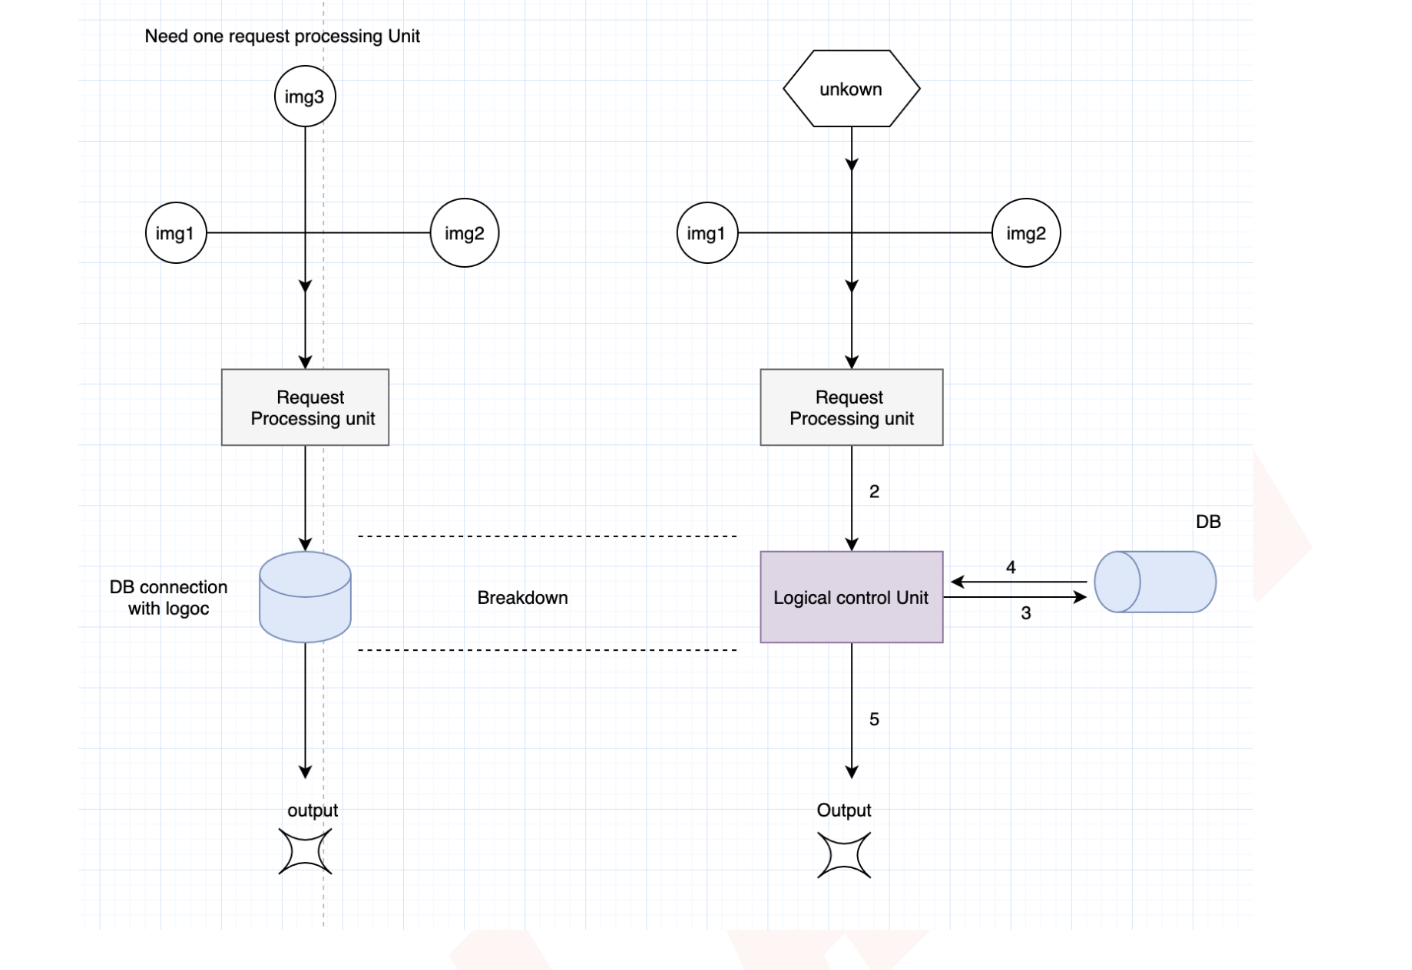 Need one request processing Unit
img3
unkown
img1
img2
img1
img2
Request
Processing unit
Request
Processing unit
2
DB
DB connection
with logoc
Breakdown
Logical control Unit
4
3
5
output
Output